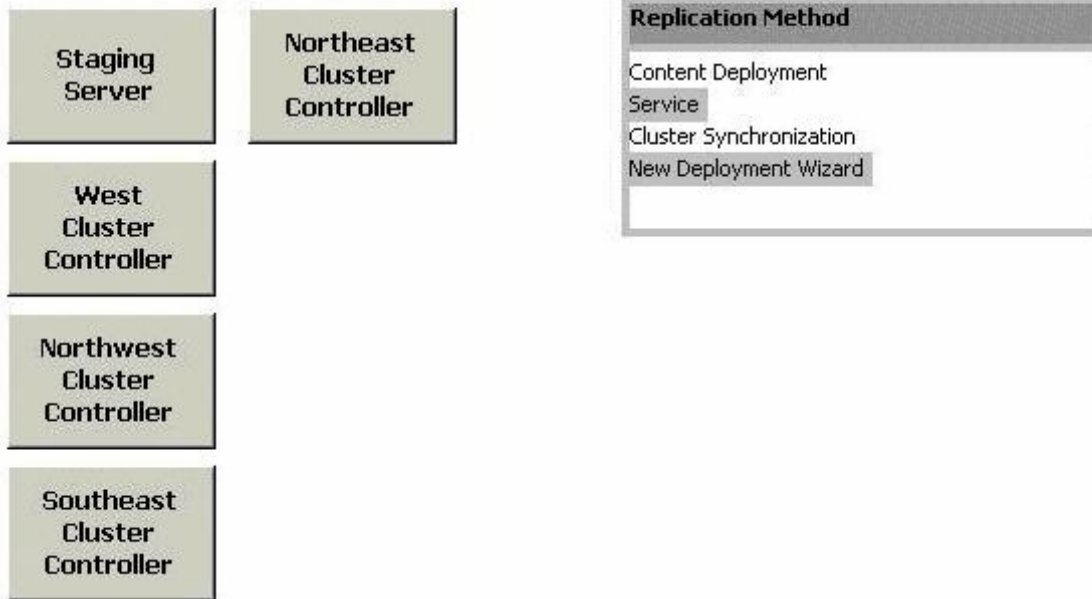 Staging
Server
Northeast
Cluster
Controller
West
Cluster
Controller
Northwest
Cluster
Controller
Southeast
Cluster
Controller
Replication Method
Content Deployment
Service
Cluster Synchronization
New Deployment Wizard